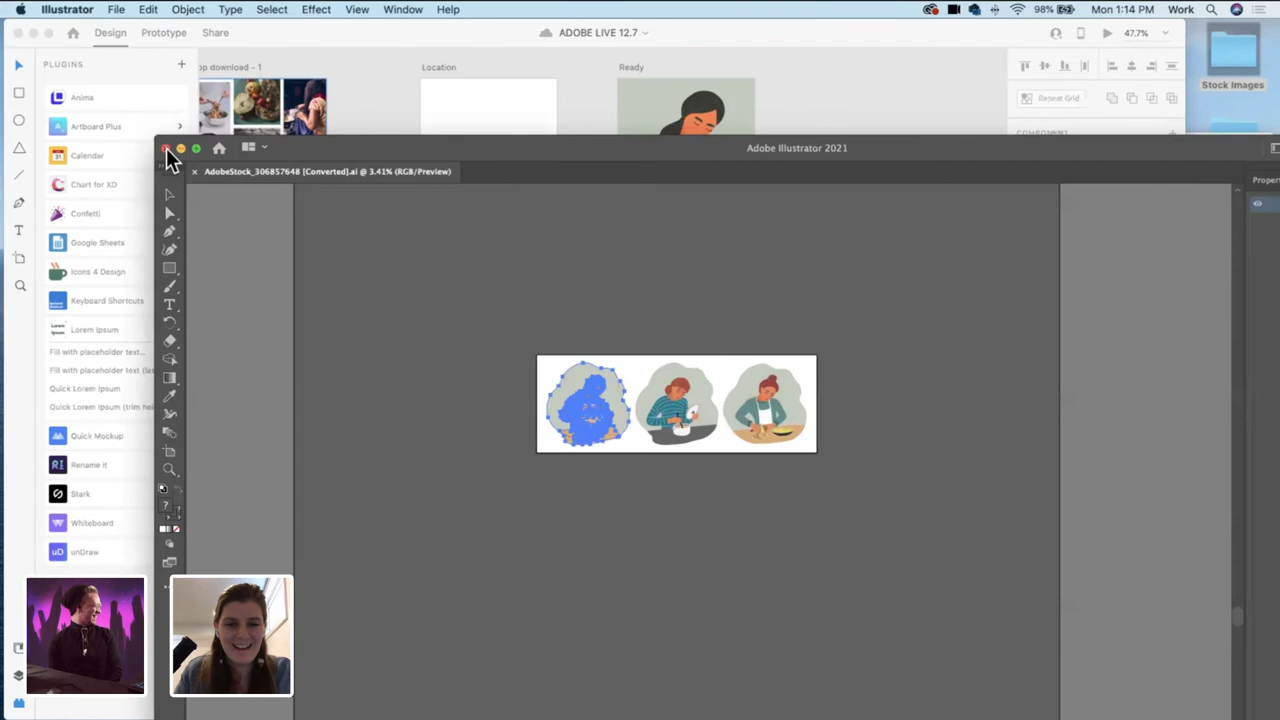 Illustrator File Edit Object Type Select Effect View Window Help
98% Mon 1:14 PM Work
Design Prototype Share
ADOBE LIVE 12.7
47.7%
PLUGINS
op download - 1
Location
Ready
Stock Images
Repeat Grid
Anima
Artboard Plus
Calendar
Chart for XD
Confetti
Google Sheets
Icons 4 Design
Keyboard Shortcuts
Lorem Ipsum
Fill with placeholder text...
Fill with placeholder text (las
Quick Lorem Ipsum
Quick Lorem Ipsum (trim hei
Quick Mockup
Rename it
Stark
Whiteboard
unDraw
Adobe Illustrator 2021
AdobeStock_306857648 [Converted].ai @ 3.41% (RGB/Preview)
Propert